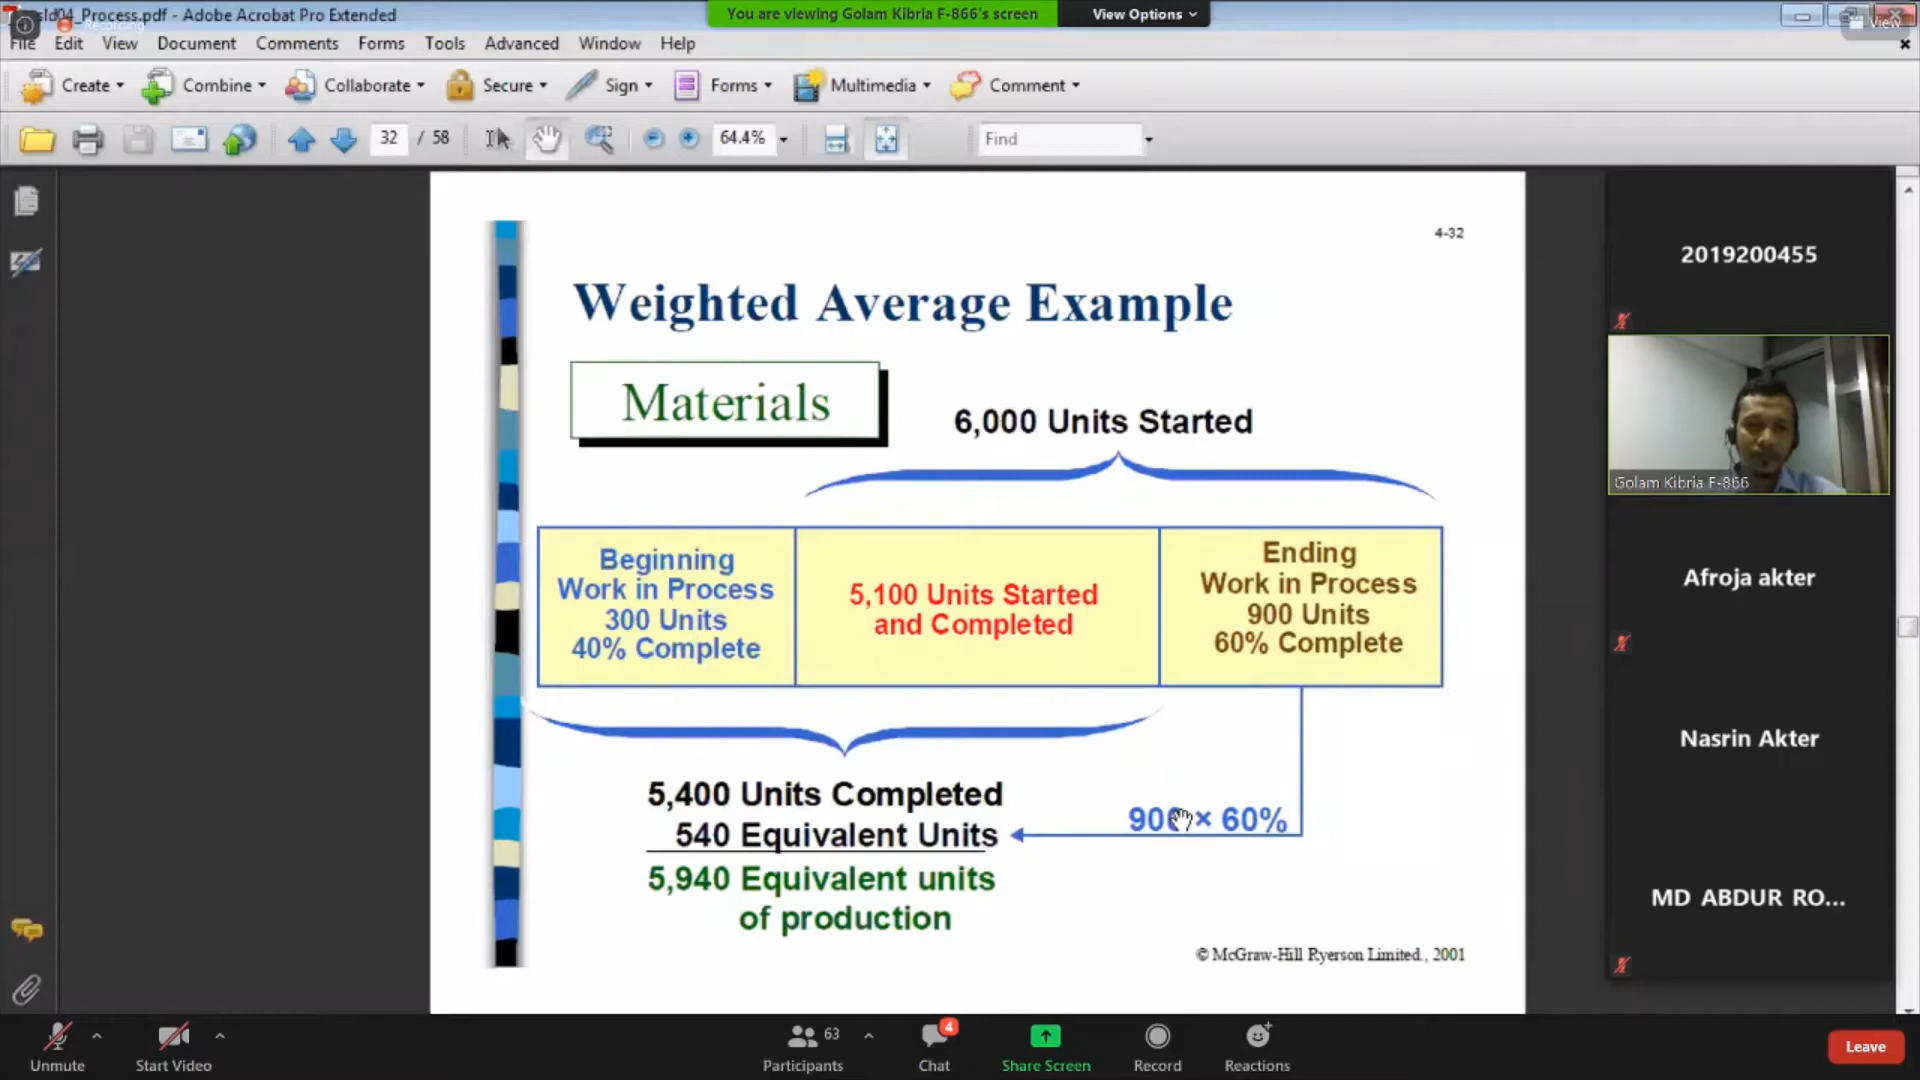 sld04_Process.pdf - Adobe Acrobat Pro Extended
Recording
You are viewing Golam Kibria F-866's screen
View Options
View
File Edit View Document Comments Forms Tools Advanced Window Help
Create Combine Collaborate Secure Sign Forms Multimedia Comment
32 / 58
64.4%
Find
4-32
Weighted Average Example
Materials
6,000 Units Started
Beginning
Work in Process
300 Units
40% Complete
5,100 Units Started
and Completed
Ending
Work in Process
900 Units
60% Complete
5,400 Units Completed
540 Equivalent Units
900 × 60%
5,940 Equivalent units
of production
© McGraw-Hill Ryerson Limited., 2001
2019200455
Golam Kibria F-866
Afroja akter
Nasrin Akter
MD ABDUR RO...
Unmute
Start Video
63
Participants
4
Chat
Share Screen
Record
Reactions
Leave